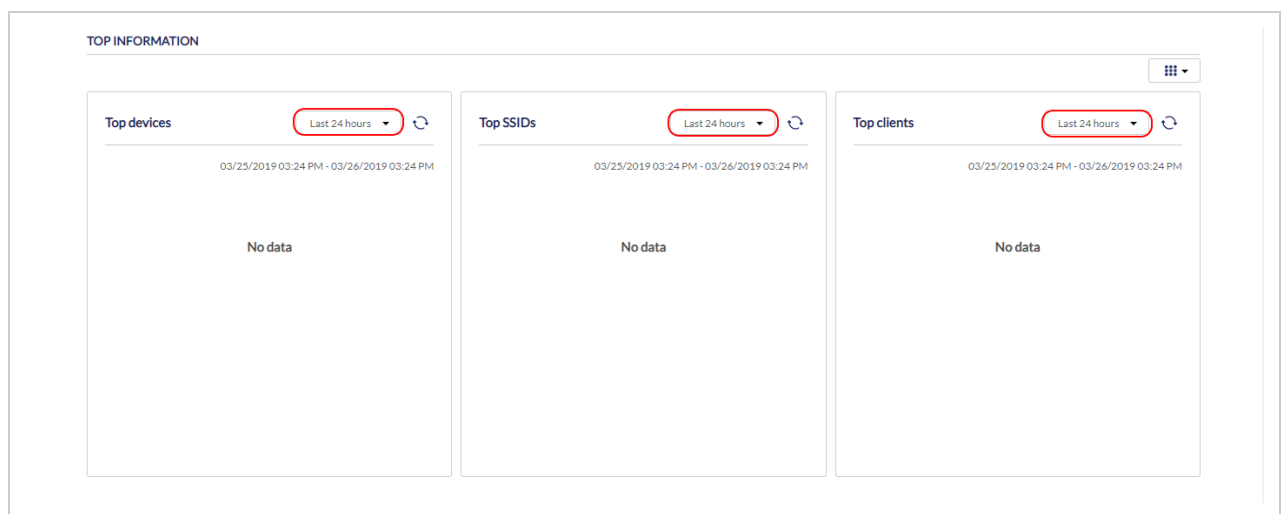 TOP INFORMATION
Top devices
Last 24 hours
03/25/2019 03:24 PM - 03/26/2019 03:24 PM
No data
Top SSIDs
Last 24 hours
03/25/2019 03:24 PM - 03/26/2019 03:24 PM
No data
Top clients
Last 24 hours
03/25/2019 03:24 PM - 03/26/2019 03:24 PM
No data